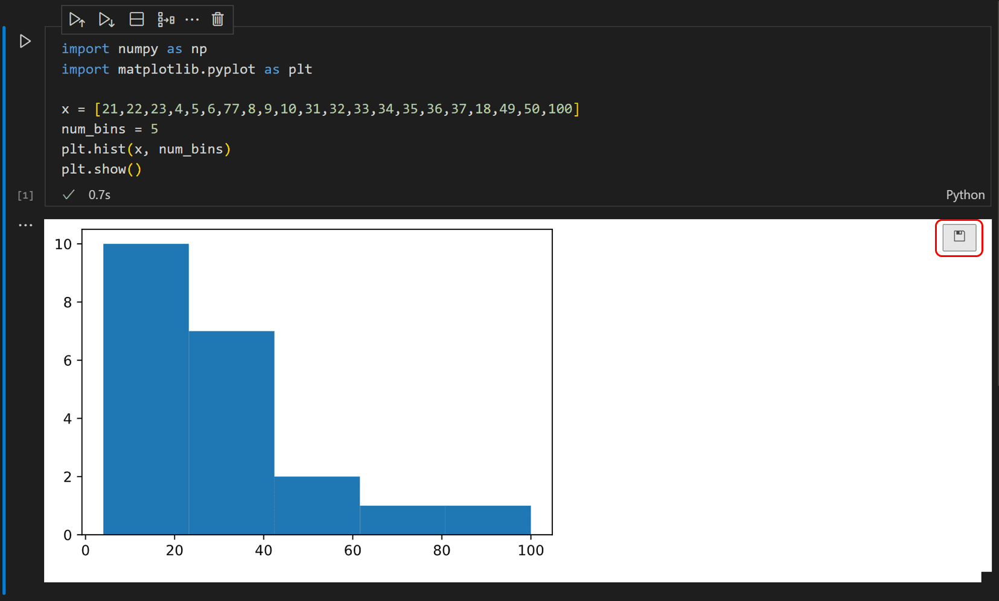 import numpy as np
import matplotlib.pyplot as plt
x = [21,22,23,4,5,6,77,8,9,10,31,32,33,34,35,36,37,18,49,50,100]
num_bins = 5
plt.hist(x, num_bins)
plt.show()
[1]
0.7s
Python
10
8
6
4
2
0
0 20 40 60 80 100